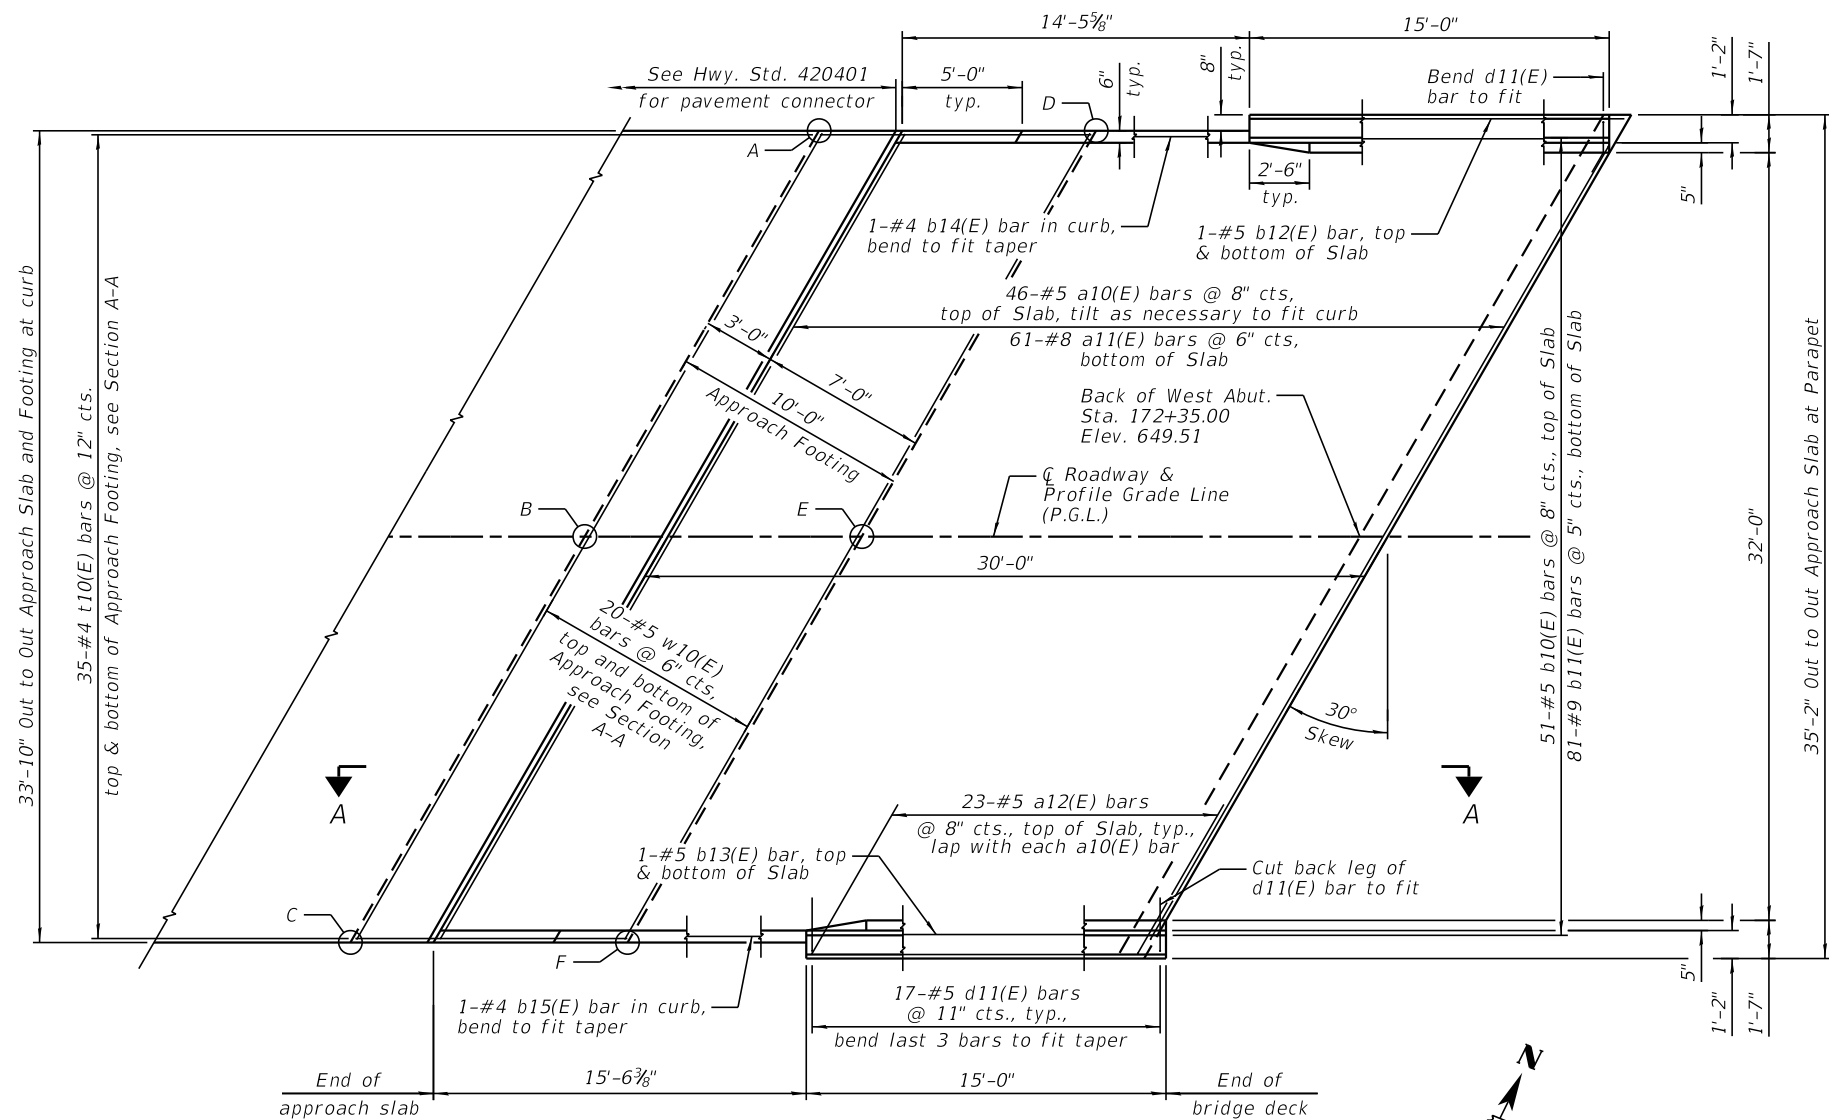 14'-5⅝"
15'-0"
See Hwy. Std. 420401
for pavement connector
5'-0"
typ.
6"
typ.
8"
typ.
D
Bend d11(E)
bar to fit
1'-2"
1'-7"
A
2'-6"
typ.
5"
1-#4 b14(E) bar in curb,
bend to fit taper
1-#5 b12(E) bar, top
& bottom of Slab
33'-10" Out to Out Approach Slab and Footing at curb
35-#4 t10(E) bars @ 12" cts.
top & bottom of Approach Footing, see Section A-A
46-#5 a10(E) bars @ 8" cts,
top of Slab, tilt as necessary to fit curb
61-#8 a11(E) bars @ 6" cts,
bottom of Slab
3'-0"
7'-0"
10'-0"
Approach Footing
Back of West Abut.
Sta. 172+35.00
Elev. 649.51
℄ Roadway &
Profile Grade Line
(P.G.L.)
B
E
30'-0"
51-#5 b10(E) bars @ 8" cts., top of Slab
81-#9 b11(E) bars @ 5" cts., bottom of Slab
32'-0"
35'-2" Out to Out Approach Slab at Parapet
20-#5 w10(E)
bars @ 6" cts,
top and bottom of
Approach Footing,
see Section
A-A
30°
Skew
A
A
23-#5 a12(E) bars
@ 8" cts., top of Slab, typ.,
lap with each a10(E) bar
1-#5 b13(E) bar, top
& bottom of Slab
Cut back leg of
d11(E) bar to fit
C
F
5"
1'-2"
1'-7"
1-#4 b15(E) bar in curb,
bend to fit taper
17-#5 d11(E) bars
@ 11" cts., typ.,
bend last 3 bars to fit taper
End of
approach slab
15'-6⅜"
15'-0"
End of
bridge deck
N